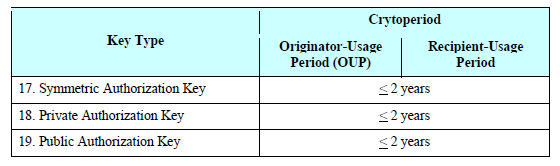 Key Type
Crytoperiod
Originator-Usage
Period (OUP)
Recipient-Usage
Period
17. Symmetric Authorization Key
≤ 2 years
18. Private Authorization Key
≤ 2 years
19. Public Authorization Key
≤ 2 years